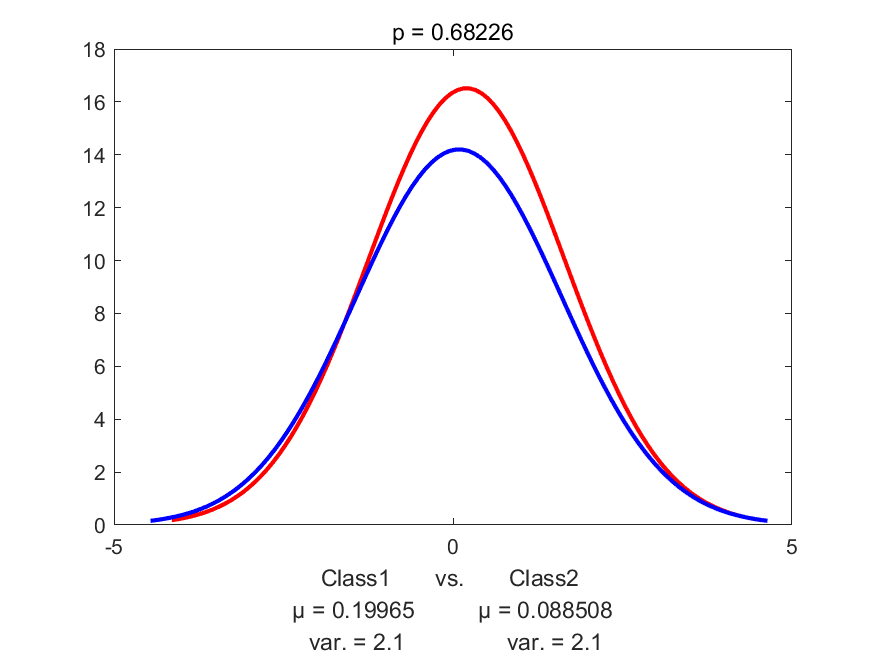 p = 0.68226
18
16
14
12
10
8
6
4
2
0
-5 0 5
Class1 vs. Class2
μ = 0.19965 μ = 0.088508
var. = 2.1 var. = 2.1